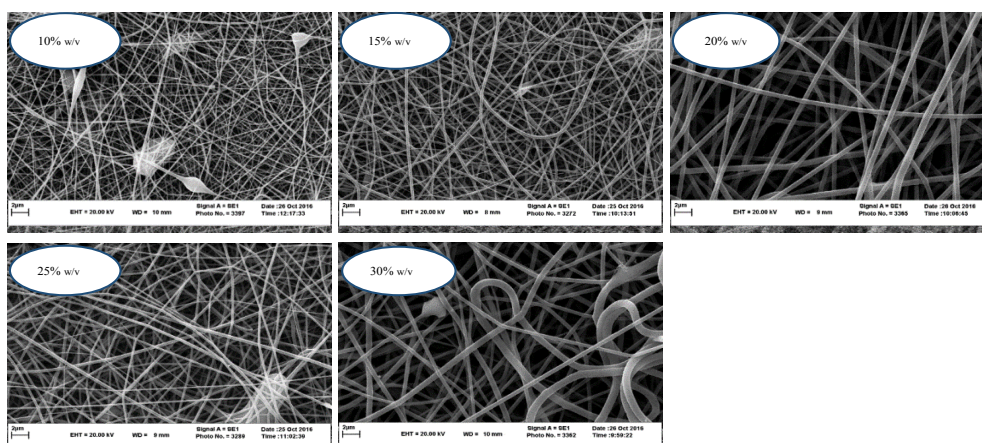 10% w/v
2µm
EHT = 20.00 kV WD = 10 mm Signal A = SE1 Date :26 Oct 2016
Photo No. = 3397 Time :12:17:33
15% w/v
2µm
EHT = 20.00 kV WD = 8 mm Signal A = SE1 Date :25 Oct 2016
Photo No. = 3272 Time :10:13:51
20% w/v
2µm
EHT = 20.00 kV WD = 9 mm Signal A = SE1 Date :26 Oct 2016
Photo No. = 3365 Time :10:06:45
25% w/v
2µm
EHT = 20.00 kV WD = 9 mm Signal A = SE1 Date :25 Oct 2016
Photo No. = 3289 Time :11:02:39
30% w/v
2µm
EHT = 20.00 kV WD = 10 mm Signal A = SE1 Date :26 Oct 2016
Photo No. = 3362 Time :9:59:22